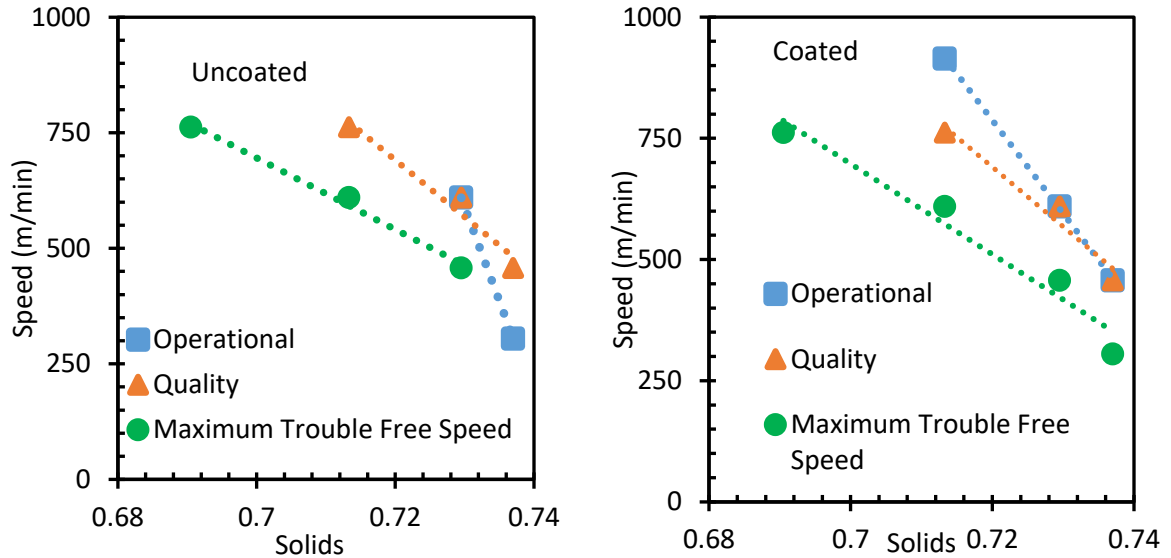 1000
750
500
250
0
Speed (m/min)
Uncoated
Operational
Quality
Maximum Trouble Free Speed
0.68
0.7
0.72
0.74
Solids
1000
750
500
250
0
Speed (m/min)
Coated
Operational
Quality
Maximum Trouble Free
Speed
0.68
0.7
0.72
0.74
Solids